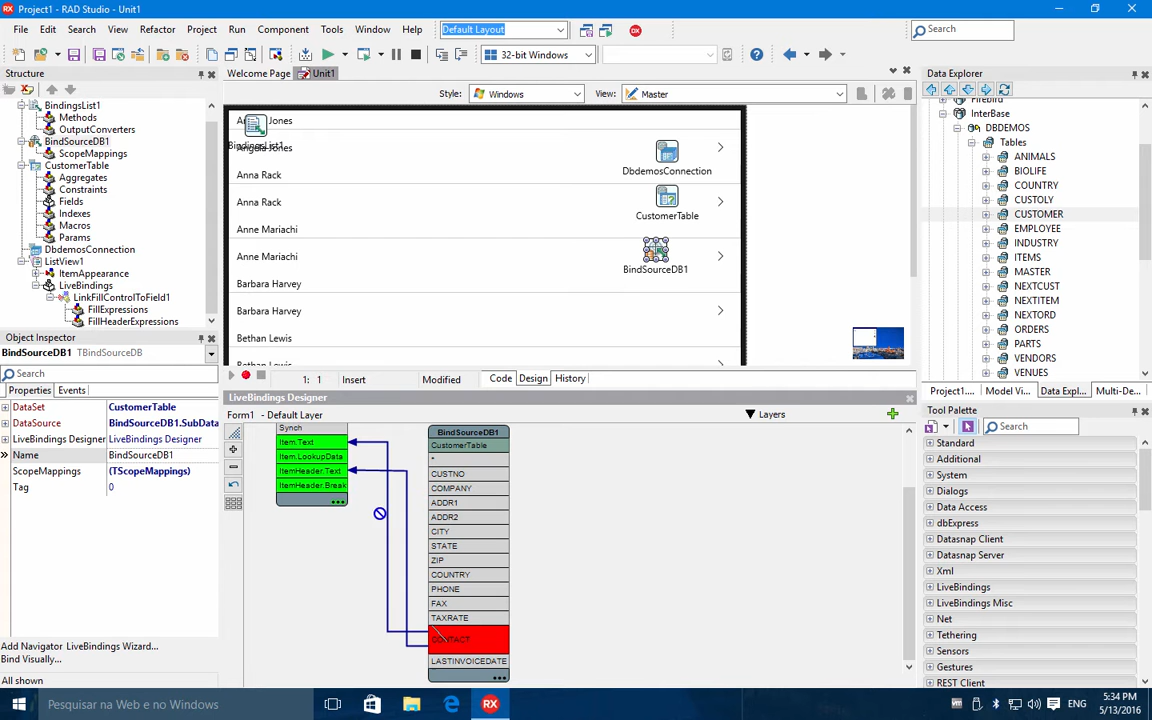 Project1 - RAD Studio - Unit1
File Edit Search View Refactor Project Run Component Tools Window Help
Default Layout
Search
32-bit Windows
Structure
BindingsList1
Methods
OutputConverters
BindSourceDB1
ScopeMappings
CustomerTable
Aggregates
Constraints
Fields
Indexes
Macros
Params
DbdemosConnection
ListView1
ItemAppearance
LiveBindings
LinkFillControlToField1
FillExpressions
FillHeaderExpressions
Object Inspector
BindSourceDB1 TBindSourceDB
Search
Properties Events
DataSet CustomerTable
DataSource BindSourceDB1.SubData
LiveBindings Designer LiveBindings Designer
Name BindSourceDB1
ScopeMappings (TScopeMappings)
Tag 0
Add Navigator LiveBindings Wizard...
Bind Visually...
All shown
Welcome Page Unit1
Style: Windows View: Master
BindingsList1
Angela Jones
Anna Rack
Anna Rack
Anne Mariachi
Anne Mariachi
Barbara Harvey
Barbara Harvey
Bethan Lewis
Bethan Lewis
DbdemosConnection
CustomerTable
BindSourceDB1
1: 1 Insert Modified Code Design History
LiveBindings Designer
Form1 - Default Layer Layers
Synch
Item.Text
Item.LookupData
ItemHeader.Text
ItemHeader.Break
BindSourceDB1
CustomerTable
*
CUSTNO
COMPANY
ADDR1
ADDR2
CITY
STATE
ZIP
COUNTRY
PHONE
FAX
TAXRATE
CONTACT
LASTINVOICEDATE
Data Explorer
Firebird
InterBase
DBDEMOS
Tables
ANIMALS
BIOLIFE
COUNTRY
CUSTOLY
CUSTOMER
EMPLOYEE
INDUSTRY
ITEMS
MASTER
NEXTCUST
NEXTITEM
NEXTORD
ORDERS
PARTS
VENDORS
VENUES
Project1.... Model Vi... Data Expl... Multi-De...
Tool Palette
Search
Standard
Additional
System
Dialogs
Data Access
dbExpress
Datasnap Client
Datasnap Server
Xml
LiveBindings
LiveBindings Misc
Net
Tethering
Sensors
Gestures
REST Client
Pesquisar na Web e no Windows
RX
ENG
5:34 PM
5/13/2016